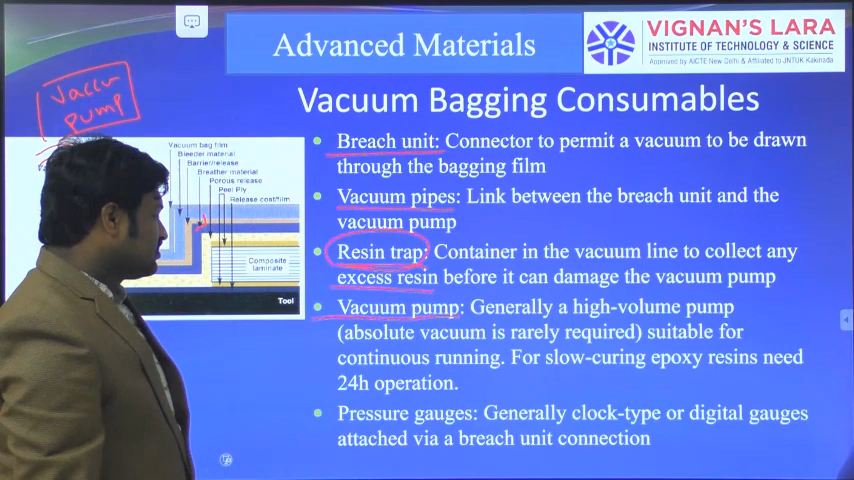 Advanced Materials
VIGNAN'S LARA
INSTITUTE OF TECHNOLOGY & SCIENCE
Approved by AICTE New Delhi & Affiliated to JNTUK Kakinada
Vaccu
pump
Vacuum Bagging Consumables
Vacuum bag film
Bleeder material
Barrier/release
Breather material
Porous release
Peel Ply
Release coat/film
Composite
laminate
Tool
• Breach unit: Connector to permit a vacuum to be drawn
through the bagging film
• Vacuum pipes: Link between the breach unit and the
vacuum pump
• Resin trap: Container in the vacuum line to collect any
excess resin before it can damage the vacuum pump
• Vacuum pump: Generally a high-volume pump
(absolute vacuum is rarely required) suitable for
continuous running. For slow-curing epoxy resins need
24h operation.
• Pressure gauges: Generally clock-type or digital gauges
attached via a breach unit connection